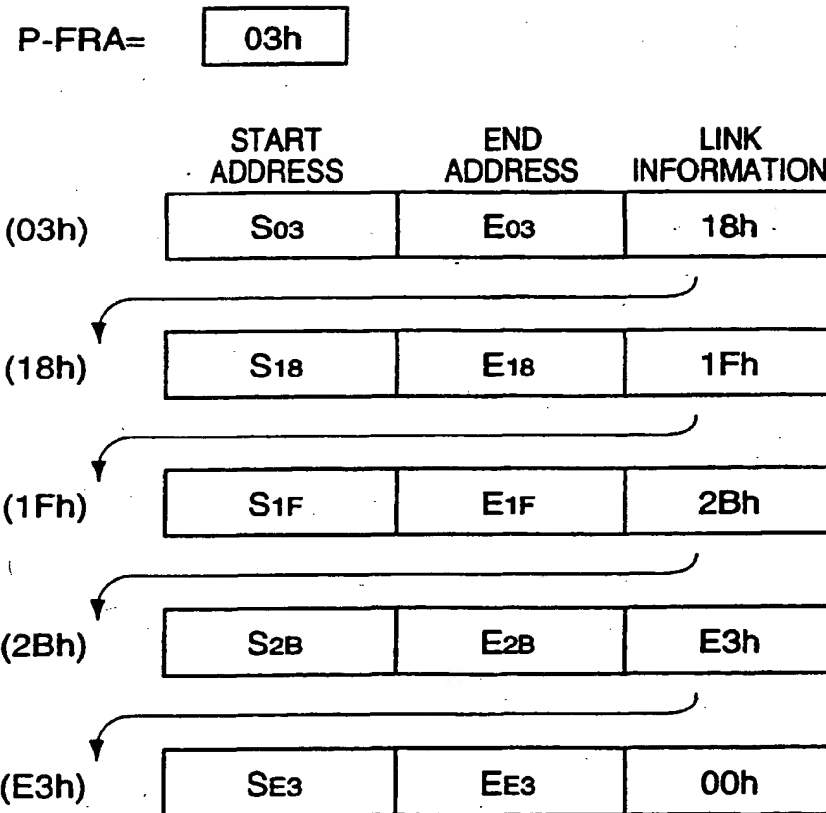 P-FRA= 03h
START ADDRESS END ADDRESS LINK INFORMATION
(03h) S03 E03 18h
(18h) S18 E18 1Fh
(1Fh) S1F E1F 2Bh
(2Bh) S2B E2B E3h
(E3h) SE3 EE3 00h